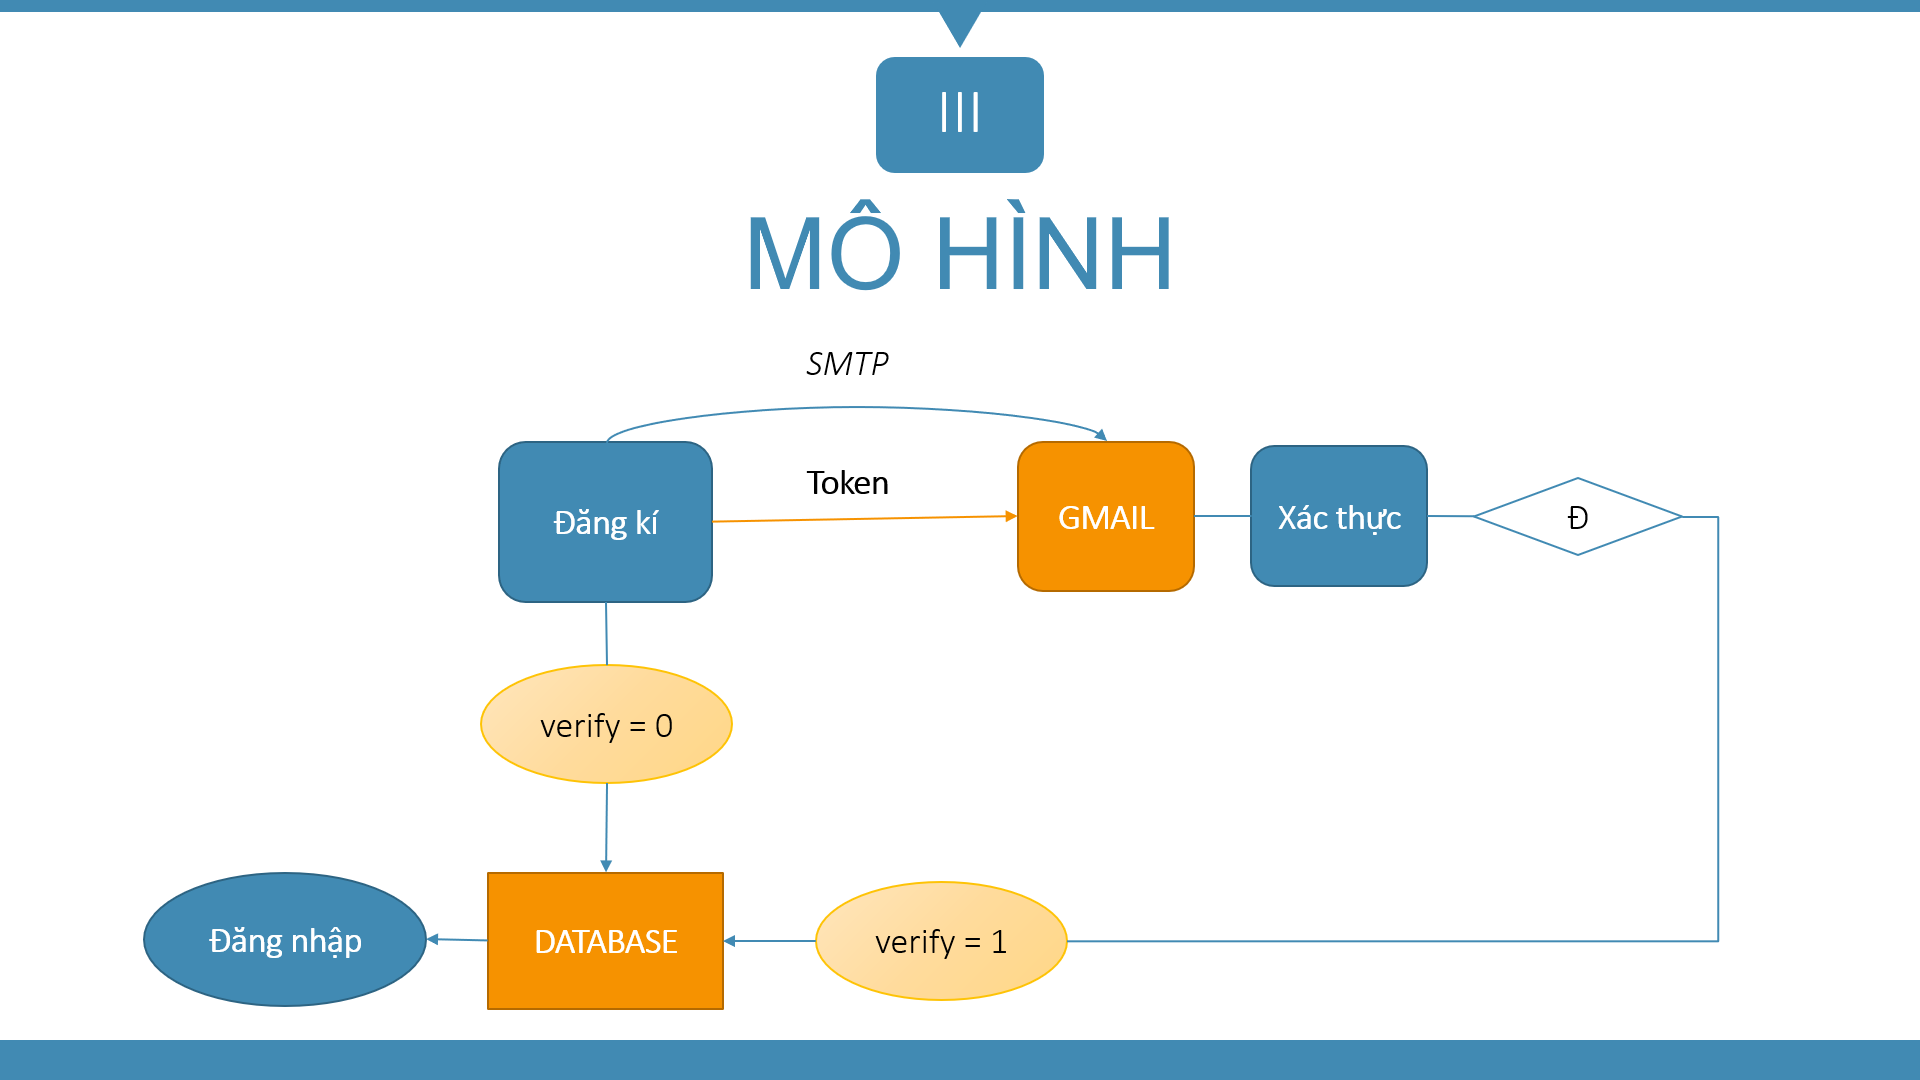 III
MÔ HÌNH
SMTP
Token
Đăng kí
GMAIL
Xác thực
Đ
verify = 0
Đăng nhập
DATABASE
verify = 1